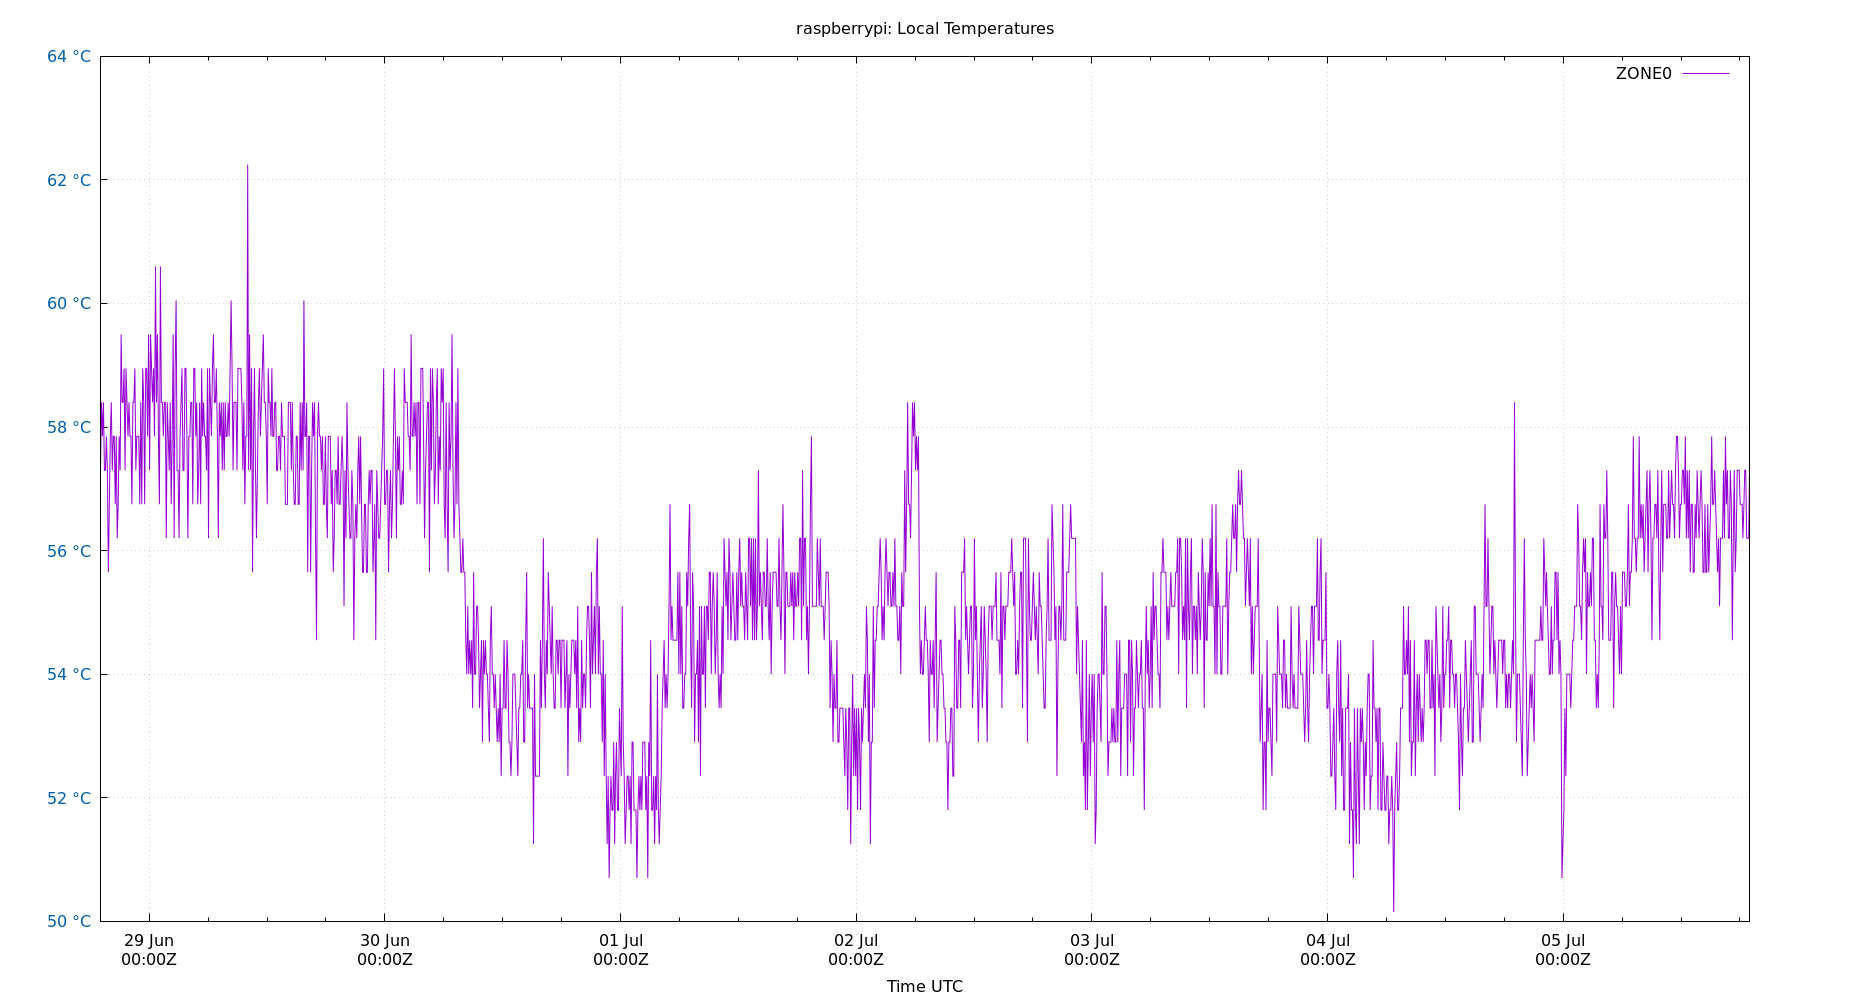 raspberrypi: Local Temperatures
64 °C
ZONE0
62 °C
60 °C
58 °C
56 °C
54 °C
52 °C
50 °C
29 Jun 30 Jun 01 Jul 02 Jul 03 Jul 04 Jul 05 Jul
00:00Z 00:00Z 00:00Z 00:00Z 00:00Z 00:00Z 00:00Z
Time UTC